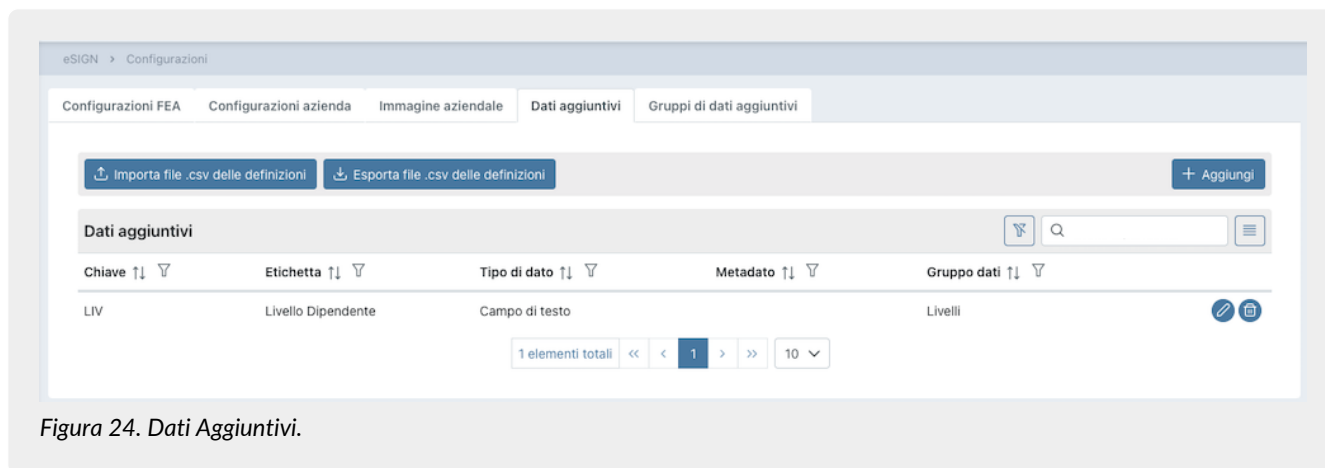 eSIGN > Configurazioni
Configurazioni FEA Configurazioni azienda Immagine aziendale Dati aggiuntivi Gruppi di dati aggiuntivi
Importa file .csv delle definizioni Esporta file .csv delle definizioni + Aggiungi
Dati aggiuntivi
Chiave Etichetta Tipo di dato Metadato Gruppo dati
LIV Livello Dipendente Campo di testo Livelli
1 elementi totali << < 1 > >> 10
Figura 24. Dati Aggiuntivi.